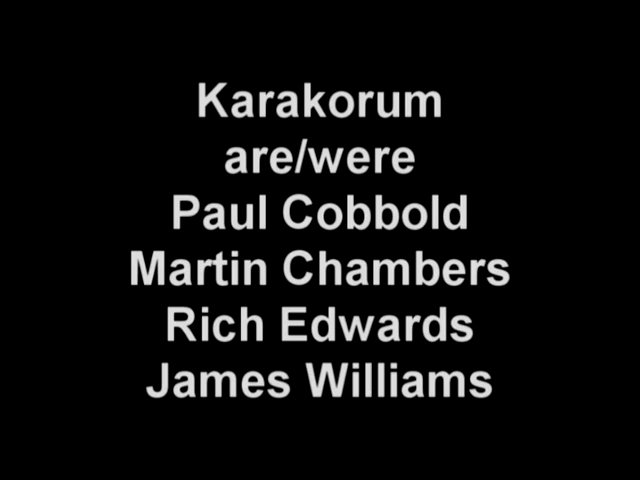 Karakorum
are/were
Paul Cobbold
Martin Chambers
Rich Edwards
James Williams